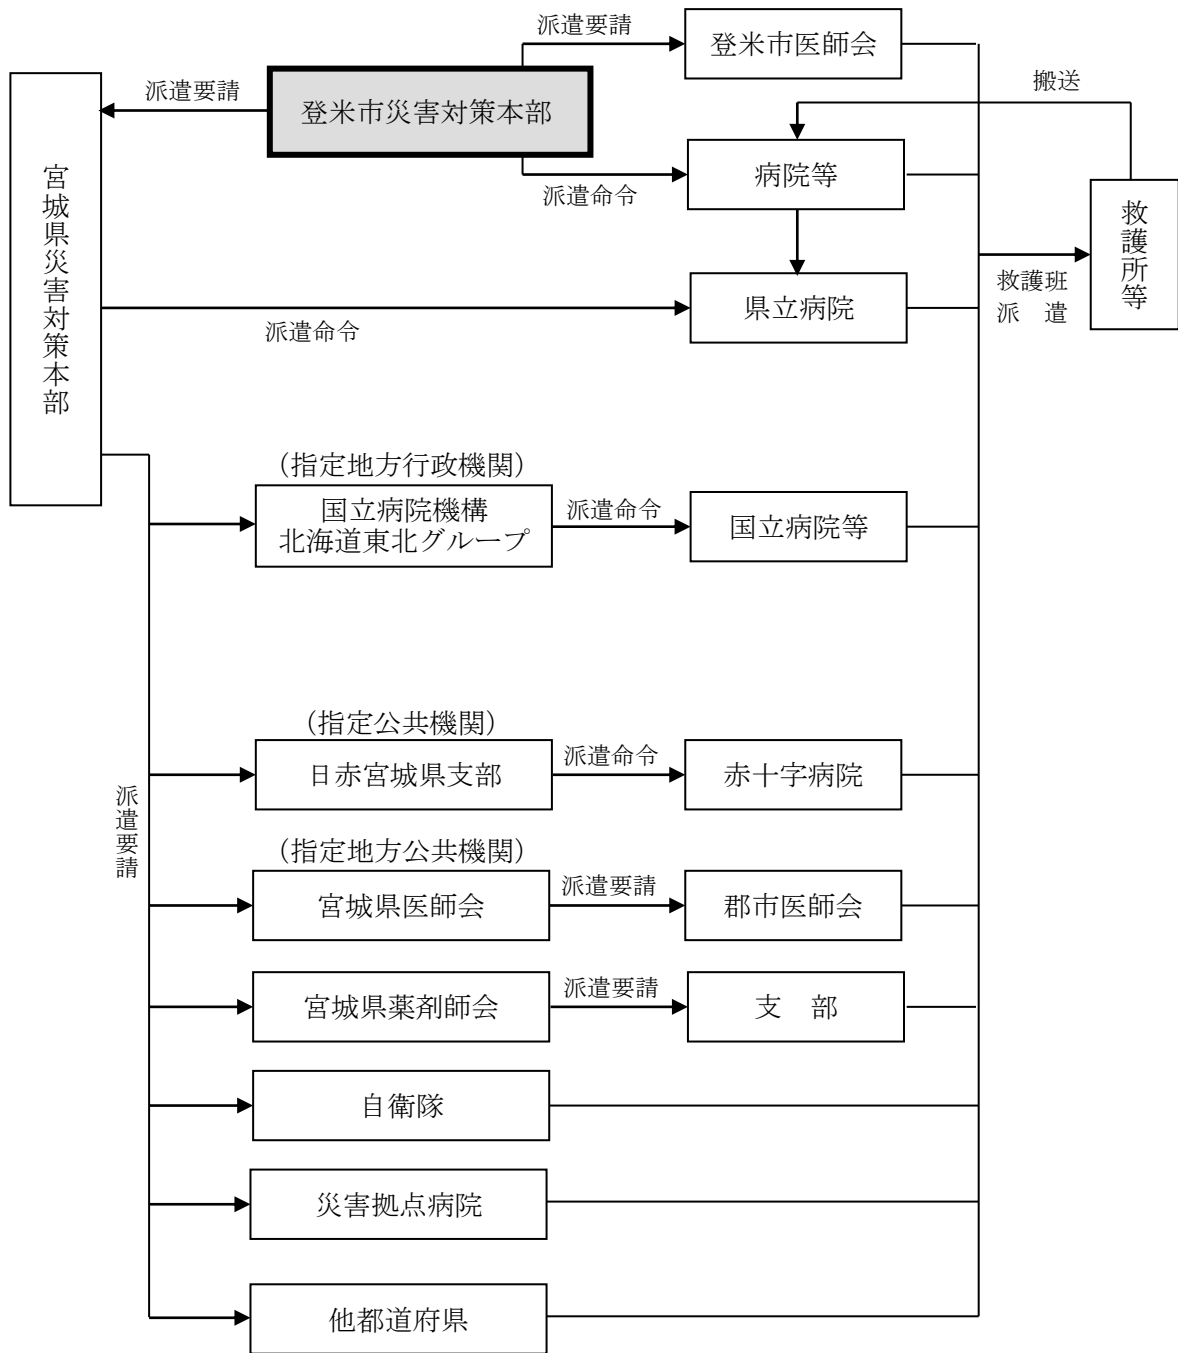 派遣要請
登米市医師会
搬送
派遣要請
登米市災害対策本部
病院等
派遣命令
宮城県災害対策本部
救護所等
救護班
派　遣
県立病院
派遣命令
（指定地方行政機関）
国立病院機構
北海道東北グループ
派遣命令
国立病院等
（指定公共機関）
日赤宮城県支部
派遣命令
赤十字病院
派遣要請
（指定地方公共機関）
宮城県医師会
派遣要請
郡市医師会
宮城県薬剤師会
派遣要請
支　部
自衛隊
災害拠点病院
他都道府県